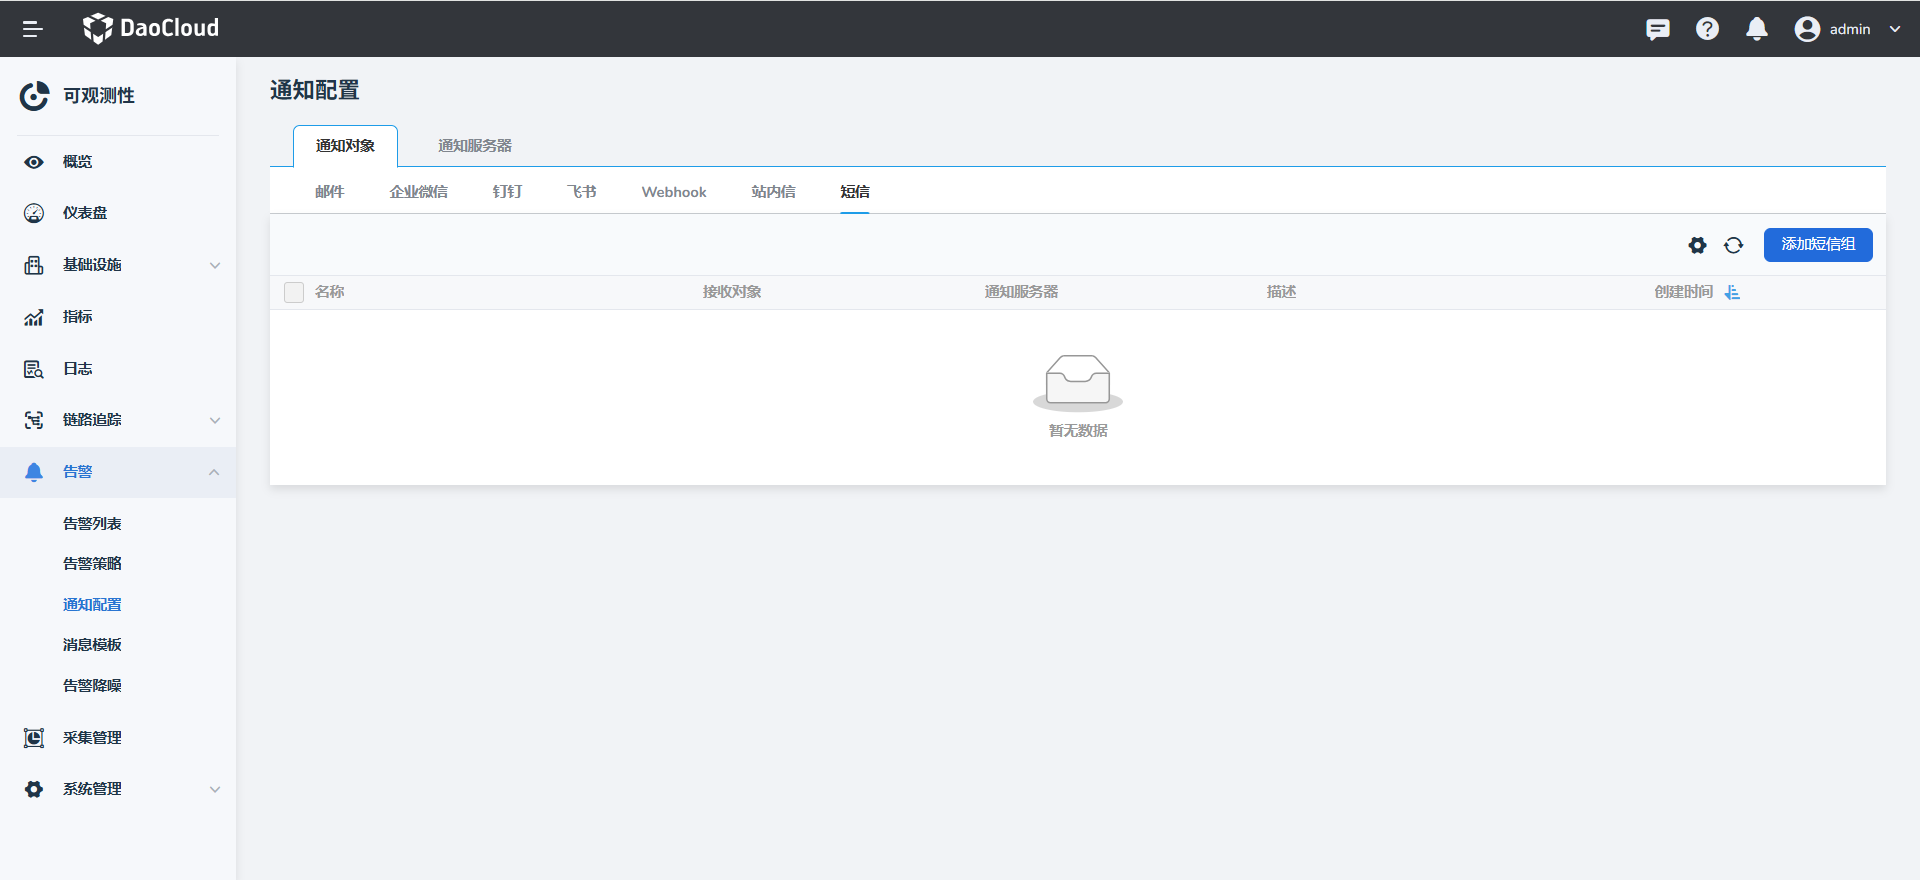 DaoCloud
admin
可观测性
概览
仪表盘
基础设施
指标
日志
链路追踪
告警
告警列表
告警策略
通知配置
消息模板
告警降噪
采集管理
系统管理
通知配置
通知对象 通知服务器
邮件 企业微信 钉钉 飞书 Webhook 站内信 短信
添加短信组
名称 接收对象 通知服务器 描述 创建时间
暂无数据